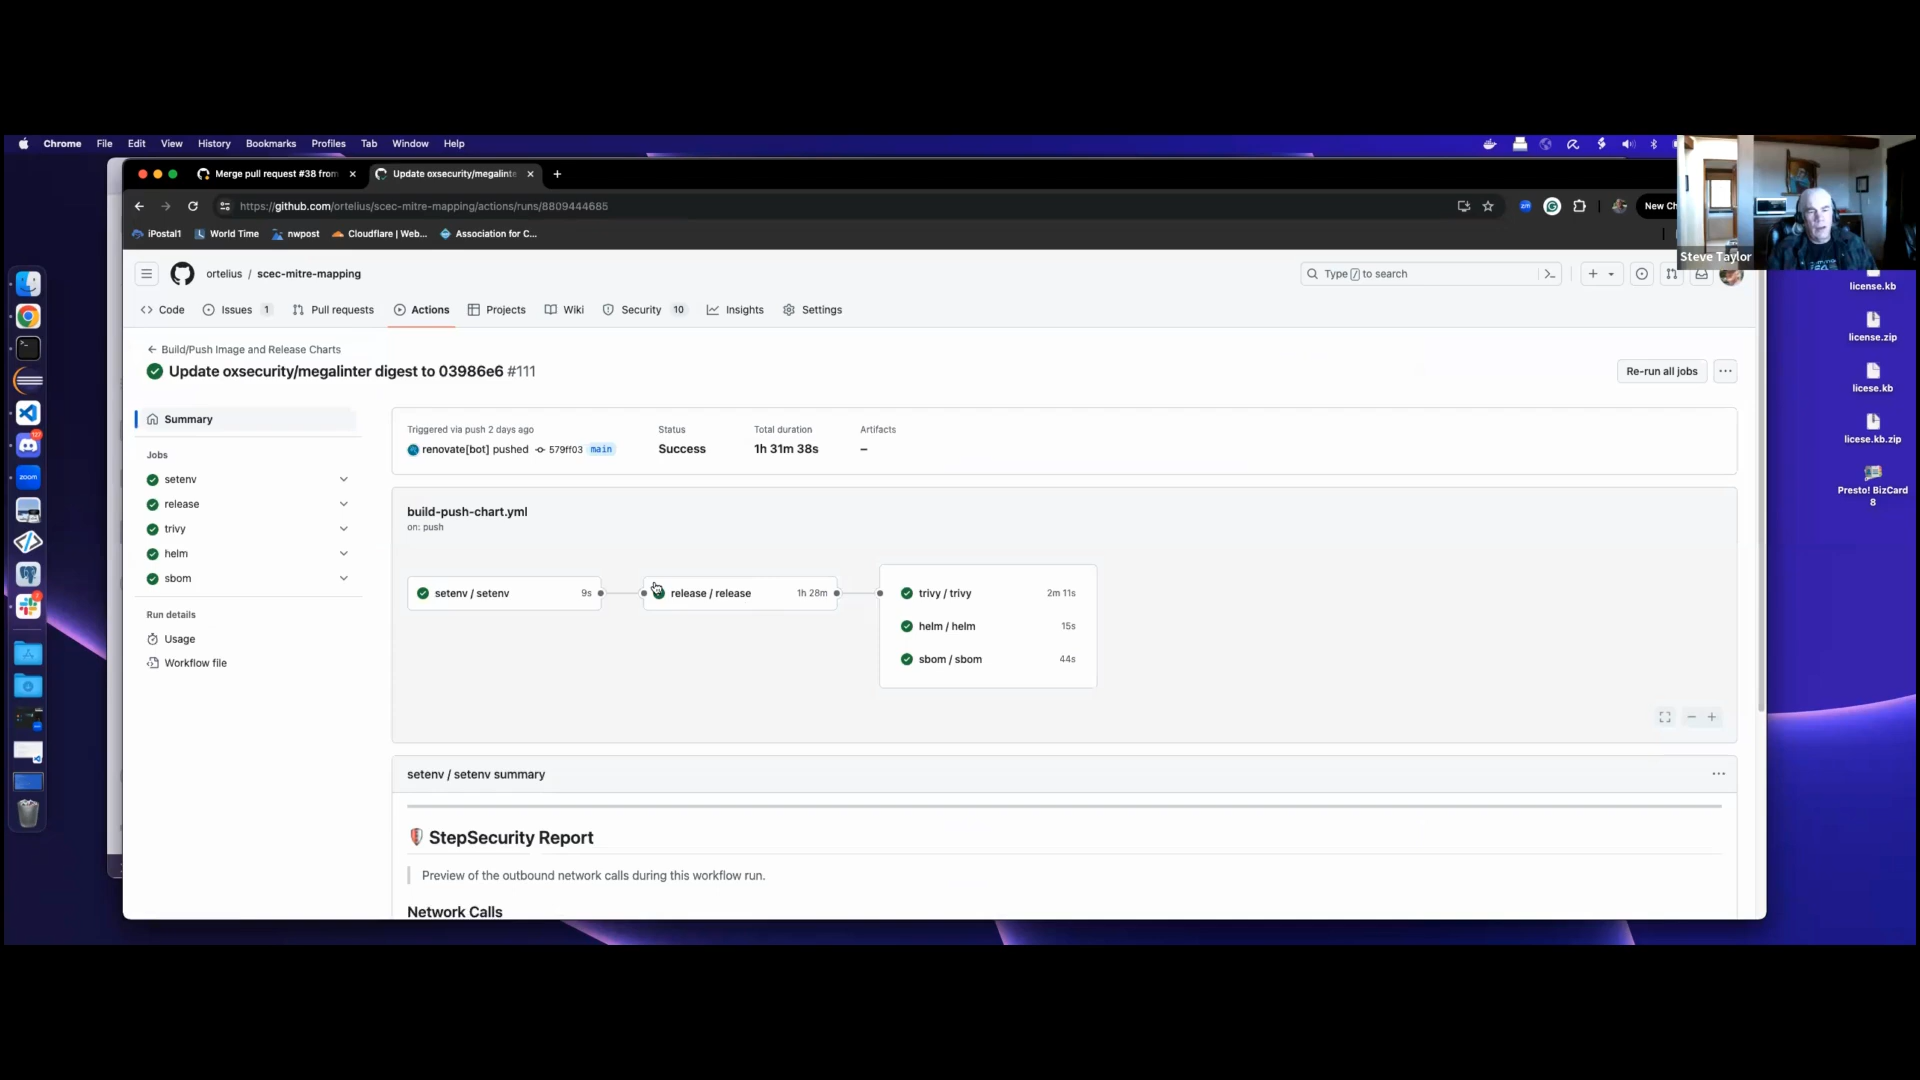 Chrome File Edit View History Bookmarks Profiles Tab Window Help
Merge pull request #38 from
Update oxsecurity/megalinte
https://github.com/ortelius/scec-mitre-mapping/actions/runs/8809444685
New Ch
iPostal1 World Time nwpost Cloudflare | Web... Association for C...
Steve Taylor
ortelius / scec-mitre-mapping
Type / to search
Code Issues 1 Pull requests Actions Projects Wiki Security 10 Insights Settings
Build/Push Image and Release Charts
Update oxsecurity/megalinter digest to 03986e6 #111
Re-run all jobs
Summary
Jobs
setenv
release
trivy
helm
sbom
Run details
Usage
Workflow file
Triggered via push 2 days ago
renovate[bot] pushed 579ff03 main
Status
Success
Total duration
1h 31m 38s
Artifacts
–
build-push-chart.yml
on: push
setenv / setenv 9s
release / release 1h 28m
trivy / trivy 2m 11s
helm / helm 15s
sbom / sbom 44s
setenv / setenv summary
StepSecurity Report
Preview of the outbound network calls during this workflow run.
Network Calls
license.kb
license.zip
licese.kb
licese.kb.zip
Presto! BizCard
8
zoom